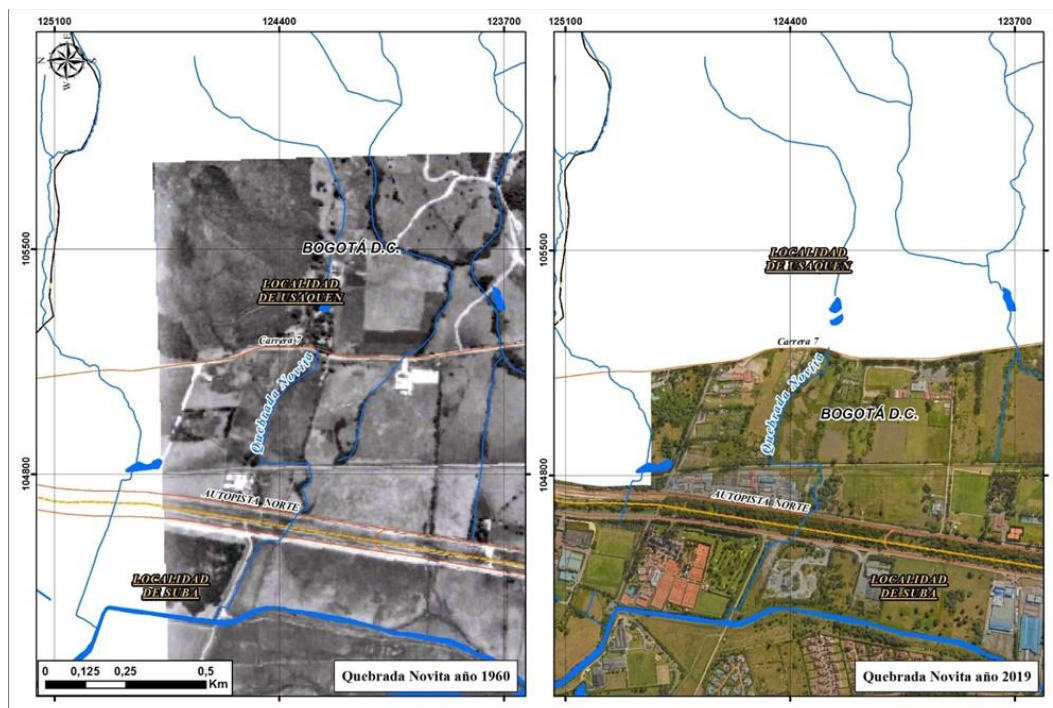 125100 124400 123700
N E S W
105500
BOGOTÁ D.C.
LOCALIDAD
DE USAQUEN
Carrera 7
Quebrada Novita
104800
AUTOPISTA NORTE
LOCALIDAD
DE SUBA
0 0,125 0,25 0,5
Km
Quebrada Novita año 1960
125100 124400 123700
105500
LOCALIDAD
DE USAQUEN
Carrera 7
Quebrada Novita
BOGOTÁ D.C.
104800
AUTOPISTA NORTE
LOCALIDAD
DE SUBA
Quebrada Novita año 2019